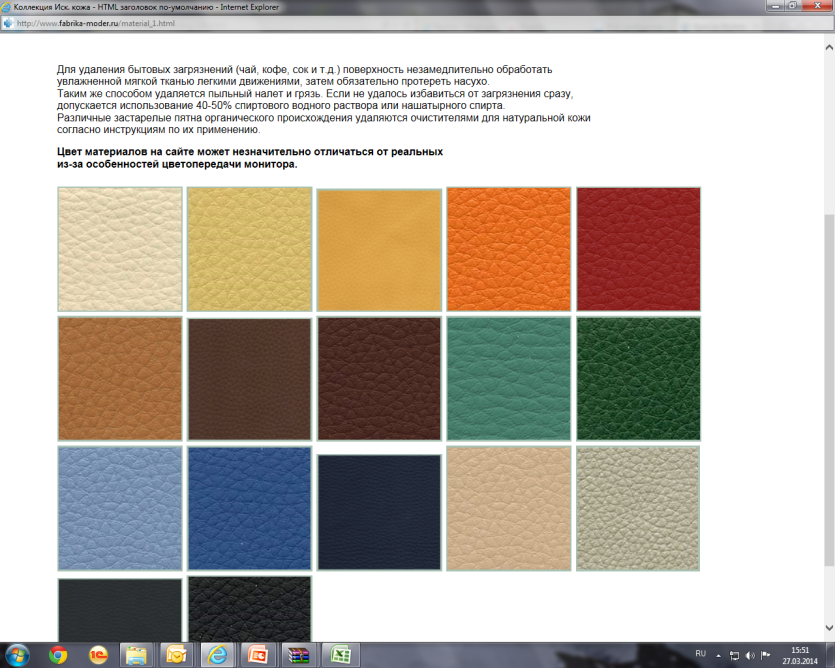 Коллекция Иск. кожа - HTML заголовок по-умолчанию - Internet Explorer
http://www.fabrika-moder.ru/material_1.html
Для удаления бытовых загрязнений (чай, кофе, сок и т.д.) поверхность незамедлительно обработать
увлажненной мягкой тканью легкими движениями, затем обязательно протереть насухо.
Таким же способом удаляется пыльный налет и грязь. Если не удалось избавиться от загрязнения сразу,
допускается использование 40-50% спиртового водного раствора или нашатырного спирта.
Различные застарелые пятна органического происхождения удаляются очистителями для натуральной кожи
согласно инструкциям по их применению.
Цвет материалов на сайте может незначительно отличаться от реальных
из-за особенностей цветопередачи монитора.
RU
15:51
27.03.2014